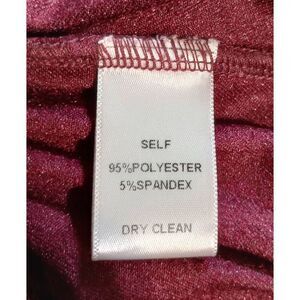 SELF
95%POLYESTER
5%SPANDEX
DRY CLEAN